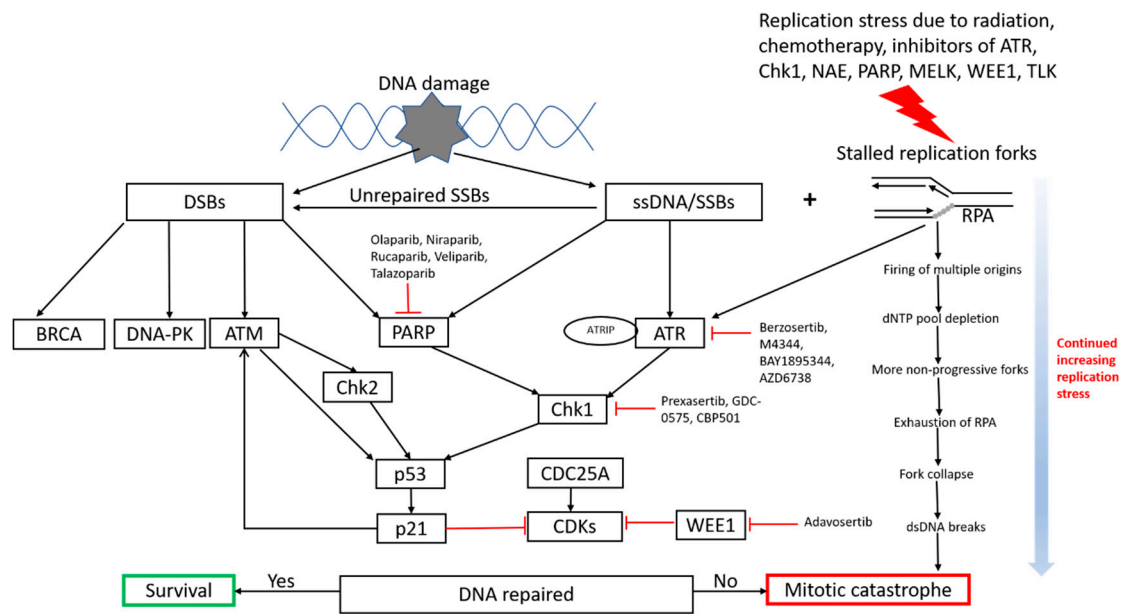 Replication stress due to radiation,
chemotherapy, inhibitors of ATR,
Chk1, NAE, PARP, MELK, WEE1, TLK
DNA damage
Stalled replication forks
DSBs
Unrepaired SSBs
ssDNA/SSBs
+
RPA
Olaparib, Niraparib,
Rucaparib, Veliparib,
Talazoparib
Firing of multiple origins
BRCA
DNA-PK
ATM
PARP
ATRIP
ATR
Berzosertib,
M4344,
BAY1895344,
AZD6738
dNTP pool depletion
Continued
increasing
replication
stress
More non-progressive forks
Chk2
Chk1
Prexasertib, GDC-
0575, CBP501
Exhaustion of RPA
p53
CDC25A
Fork collapse
p21
CDKs
WEE1
Adavosertib
dsDNA breaks
Survival
Yes
DNA repaired
No
Mitotic catastrophe